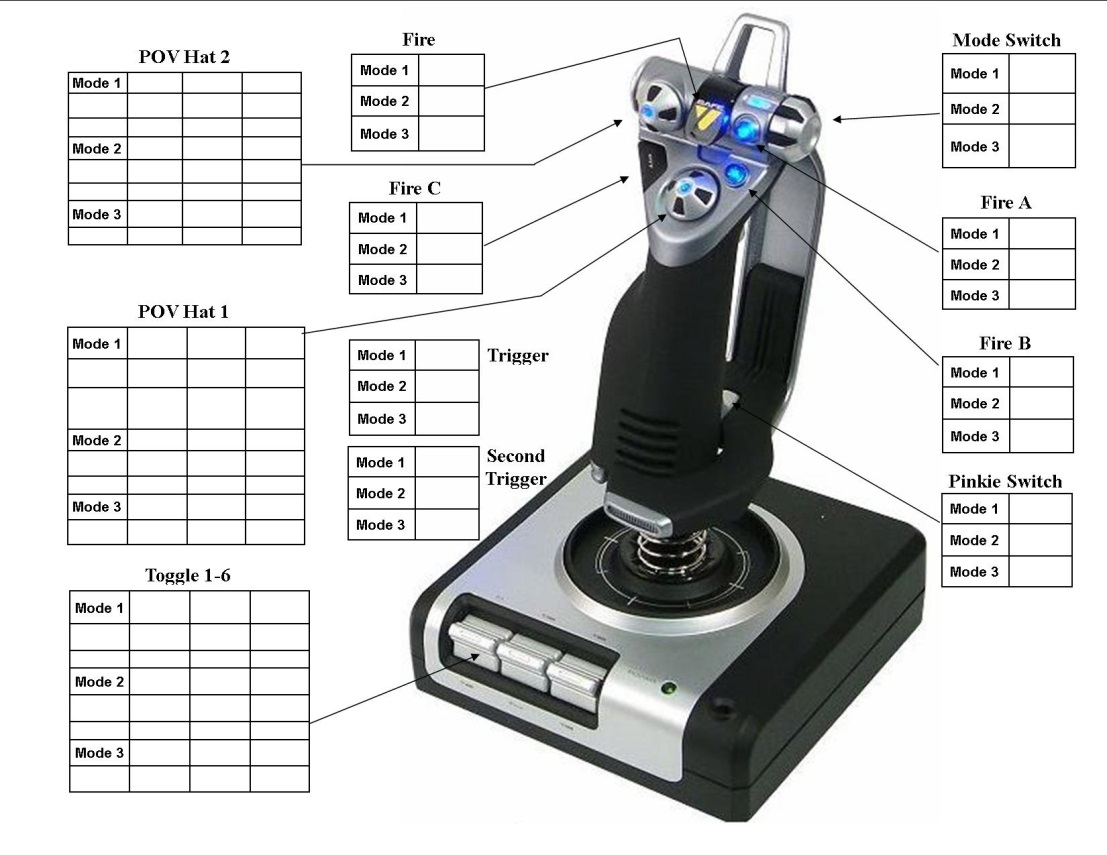 POV Hat 2
Mode 1
Mode 2
Mode 3
Fire
Mode 1
Mode 2
Mode 3
Mode Switch
Mode 1
Mode 2
Mode 3
SAFE
Fire C
Mode 1
Mode 2
Mode 3
Fire A
Mode 1
Mode 2
Mode 3
POV Hat 1
Mode 1
Mode 2
Mode 3
Trigger
Mode 1
Mode 2
Mode 3
Fire B
Mode 1
Mode 2
Mode 3
Second
Trigger
Mode 1
Mode 2
Mode 3
Pinkie Switch
Mode 1
Mode 2
Mode 3
Toggle 1-6
Mode 1
Mode 2
Mode 3